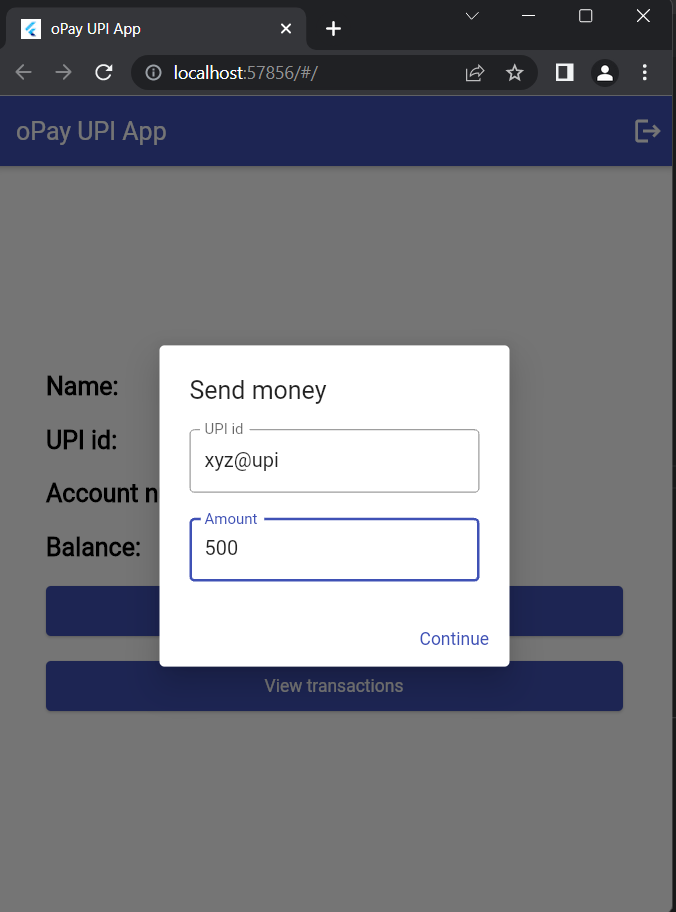 oPay UPI App
localhost:57856/#/
oPay UPI App
Name:
UPI id:
Account n
Balance:
Send money
UPI id
xyz@upi
Amount
500
Continue
View transactions